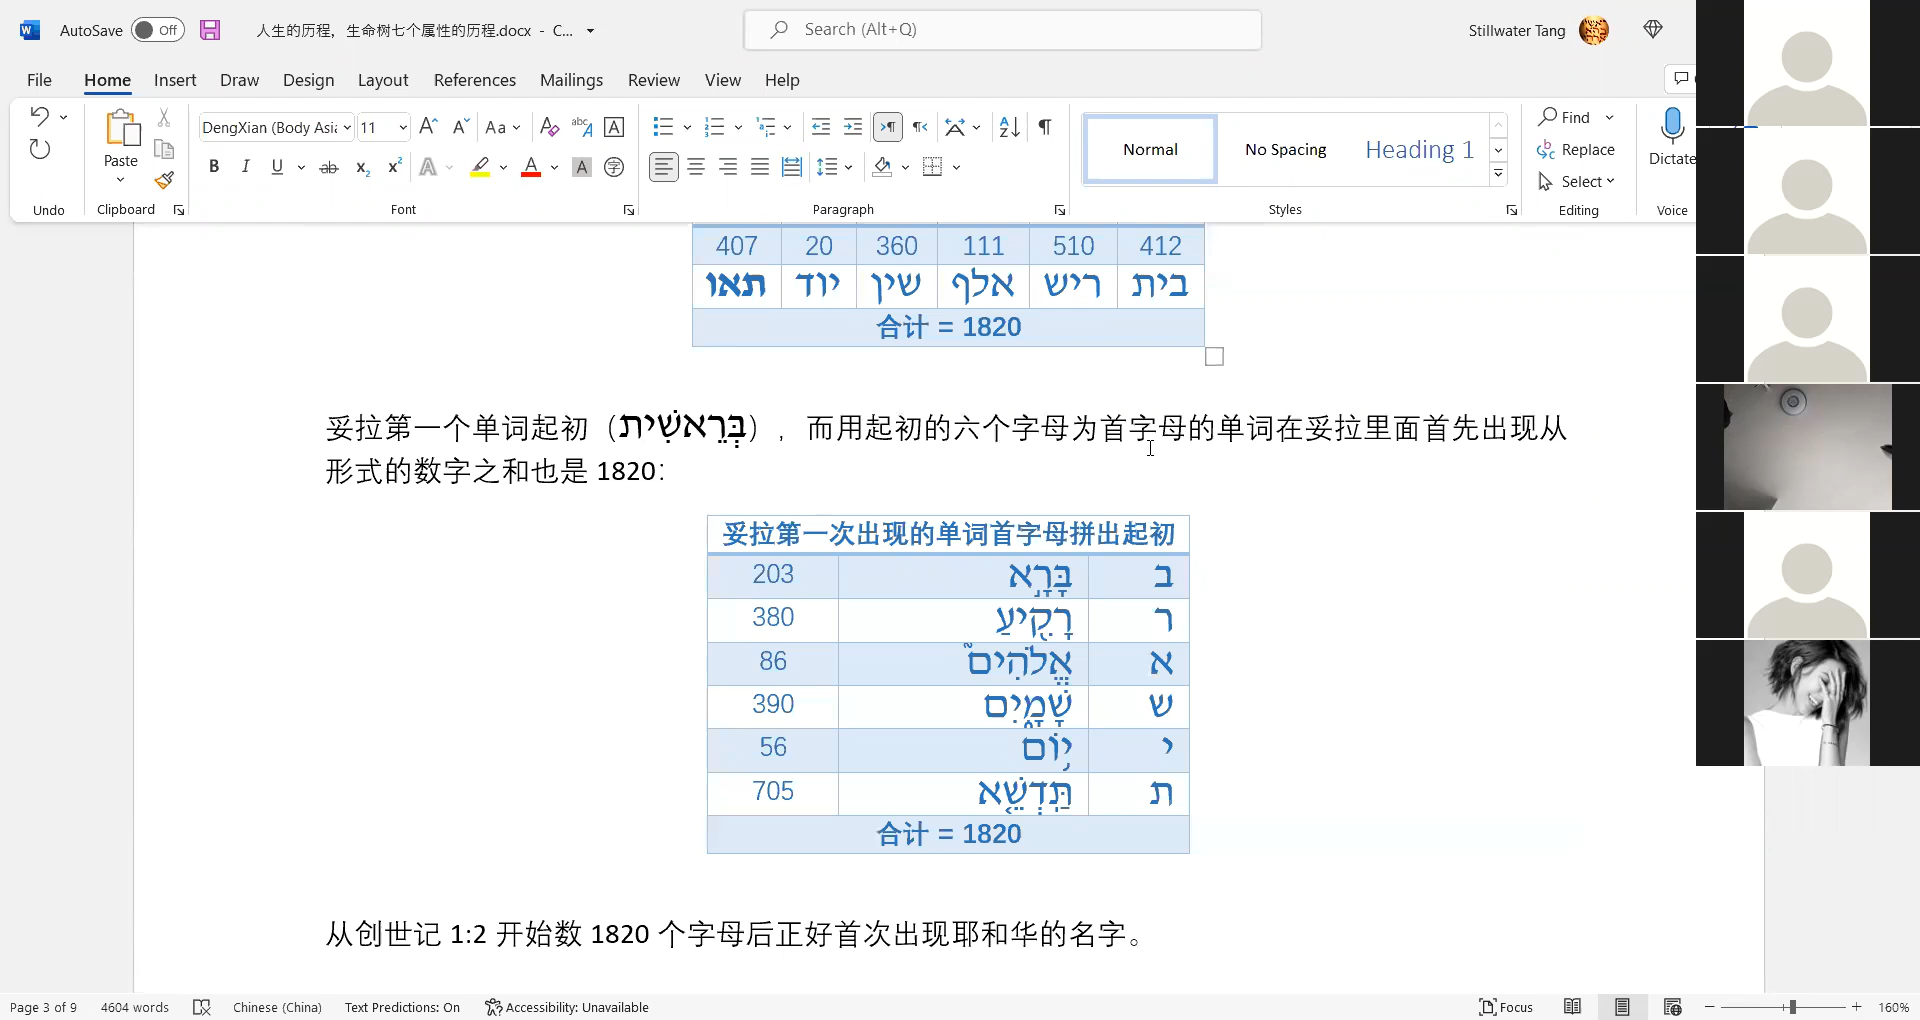 AutoSave Off 人生的历程，生命树七个属性的历程.docx - C... Search (Alt+Q) Stillwater Tang
File Home Insert Draw Design Layout References Mailings Review View Help
Paste DengXian (Body Asia 11 Normal No Spacing Heading 1 Find Replace Select Dictate
Undo Clipboard Font Paragraph Styles Editing Voice
407 20 360 111 510 412
בית ריש אלף שין יוד תאו
合计 = 1820
妥拉第一个单词起初（בְּרֵאשִׁית），而用起初的六个字母为首字母的单词在妥拉里面首先出现从
形式的数字之和也是 1820：
妥拉第一次出现的单词首字母拼出起初
203 בָּרָ֣א ב
380 רָקִ֖יעַ ר
86 אֱלֹהִים֮ א
390 שָׁמָ֑יִם ש
56 י֥וֹם י
705 תַּֽדְשֵׁ֤א ת
合计 = 1820
从创世记 1:2 开始数 1820 个字母后正好首次出现耶和华的名字。
Page 3 of 9 4604 words Chinese (China) Text Predictions: On Accessibility: Unavailable Focus 160%